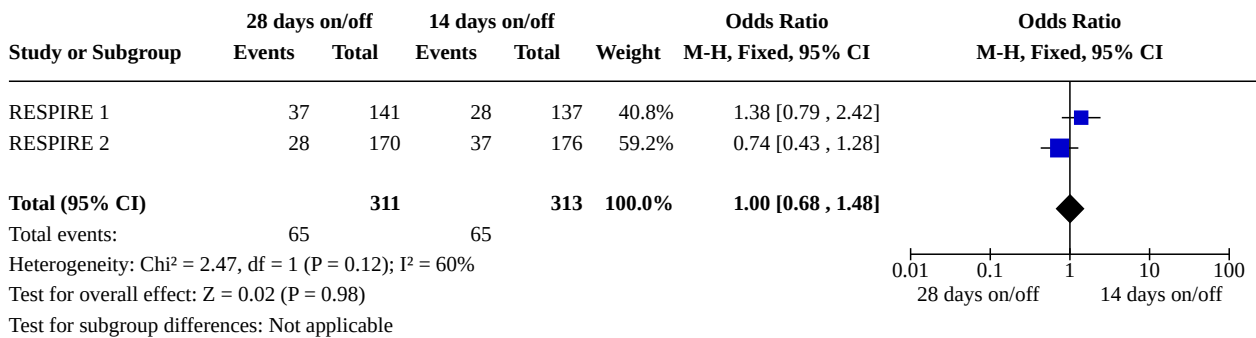 28 days on/off 14 days on/off Odds Ratio Odds Ratio
Study or Subgroup Events Total Events Total Weight M-H, Fixed, 95% CI M-H, Fixed, 95% CI
RESPIRE 1 37 141 28 137 40.8% 1.38 [0.79 , 2.42]
RESPIRE 2 28 170 37 176 59.2% 0.74 [0.43 , 1.28]
Total (95% CI) 311 313 100.0% 1.00 [0.68 , 1.48]
Total events: 65 65
Heterogeneity: Chi² = 2.47, df = 1 (P = 0.12); I² = 60%
0.01 0.1 1 10 100
Test for overall effect: Z = 0.02 (P = 0.98) 28 days on/off 14 days on/off
Test for subgroup differences: Not applicable